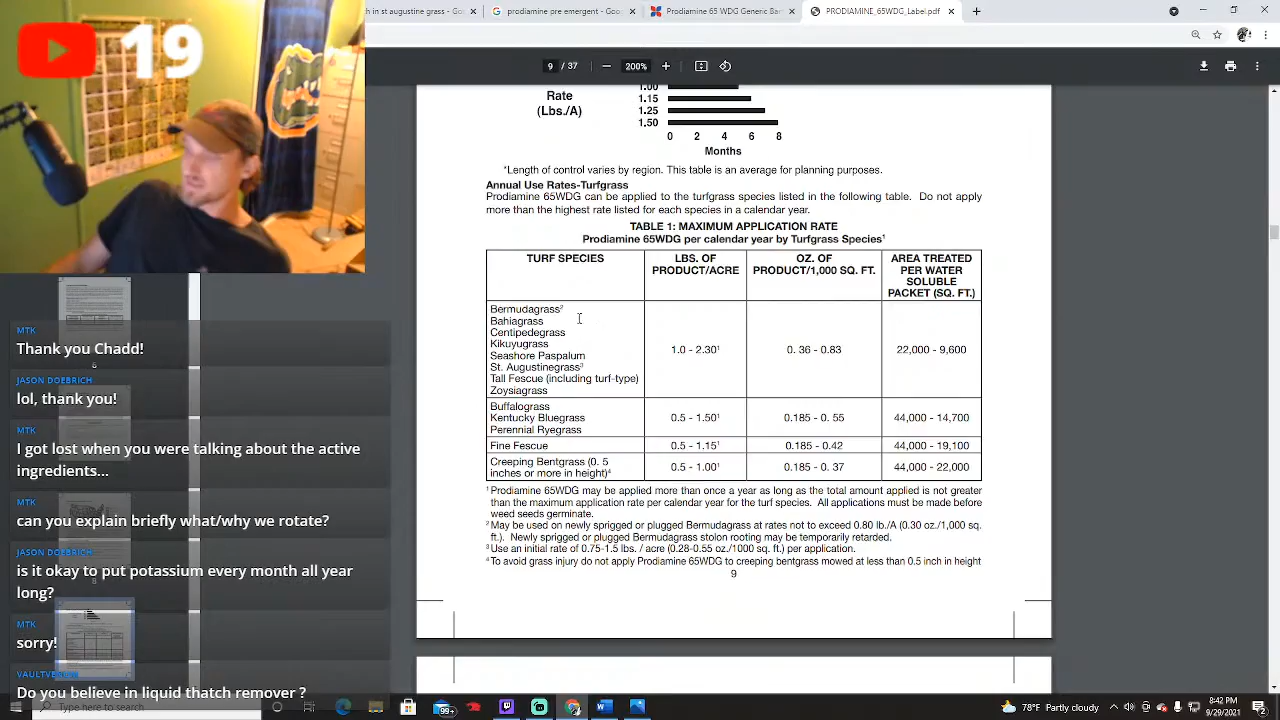 19
in st augustine grass - Go
prodiamine pre emergent - Goo
Prodiamine 65 WDG Generic Bar
PRODIAMINE_65WDG_Label.pdf
9 / 37
200%
Rate
(Lbs./A)
1.00
1.15
1.25
1.50
0 2 4 6 8
Months
*Length of control varies by region. This table is an average for planning purposes.
Annual Use Rates-Turfgrass
Prodiamine 65WDG can be applied to the turfgrass species listed in the following table. Do not apply
more than the highest rate listed for each species in a calendar year.
TABLE 1: MAXIMUM APPLICATION RATE
Prodiamine 65WDG per calendar year by Turfgrass Species¹
TURF SPECIES
LBS. OF
PRODUCT/ACRE
OZ. OF
PRODUCT/1,000 SQ. FT.
AREA TREATED
PER WATER
SOLUBLE
PACKET (SQ. FT.)
Bermudagrass²
Bahiagrass
Centipedegrass
Kikuyugrass
Seashore Paspalum
St. Augustinegrass³
Tall Fescue (including turf-type)
Zoysiagrass
1.0 - 2.30¹
0. 36 - 0.83
22,000 - 9,600
Buffalograss
Kentucky Bluegrass
Perennial Ryegrass
0.5 - 1.50¹
0.185 - 0. 55
44,000 - 14,700
Fine Fescue
0.5 - 1.15¹
0.185 - 0.42
44,000 - 19,100
Creeping Bentgrass (0. 5
inches or more in height)⁴
0.5 - 1.00¹
0.185 - 0. 37
44,000 - 22,000
¹ Prodiamine 65WDG may be applied more than once a year as long as the total amount applied is not greater
than the maximum application rate per calendar year for the turf species. All applications must be made before
weed seeds germinate.
² May be used on newly sprigged or plugged Bermudagrass at rates not to exceed 0.80 lb./A (0.30 oz./1,000 sq.
ft.). Newly sprigged or plugged Bermudagrass stolon rooting may be temporarily retarded.
³ Use an initial rate of 0.75-1.5 lbs. / acre (0.28-0.55 oz./1000 sq. ft.) per application.
⁴ To avoid grass injury do not apply Prodiamine 65WDG to creeping bentgrass mowed at less than 0.5 inch in height
9
MTK
Thank you Chadd!
6
JASON DOEBRICH
lol, thank you!
MTK
I got lost when you were talking about the active
ingredients...
MTK
can you explain briefly what/why we rotate?
JASON DOEBRICH
is it okay to put potassium every month all year
8
long?
MTK
sorry!
Do you believe in liquid thatch remover ?
Type here to search
99+
78°F Partly cloudy
8:42 PM
9/29/2021